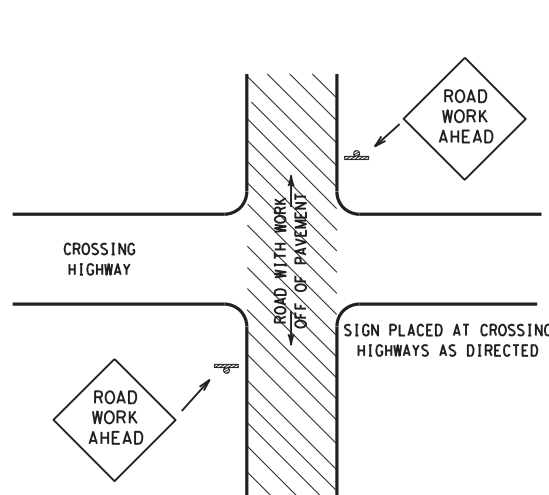 ROAD
WORK
AHEAD
CROSSING
HIGHWAY
ROAD WITH WORK
OFF OF PAVEMENT
SIGN PLACED AT CROSSING
HIGHWAYS AS DIRECTED
ROAD
WORK
AHEAD